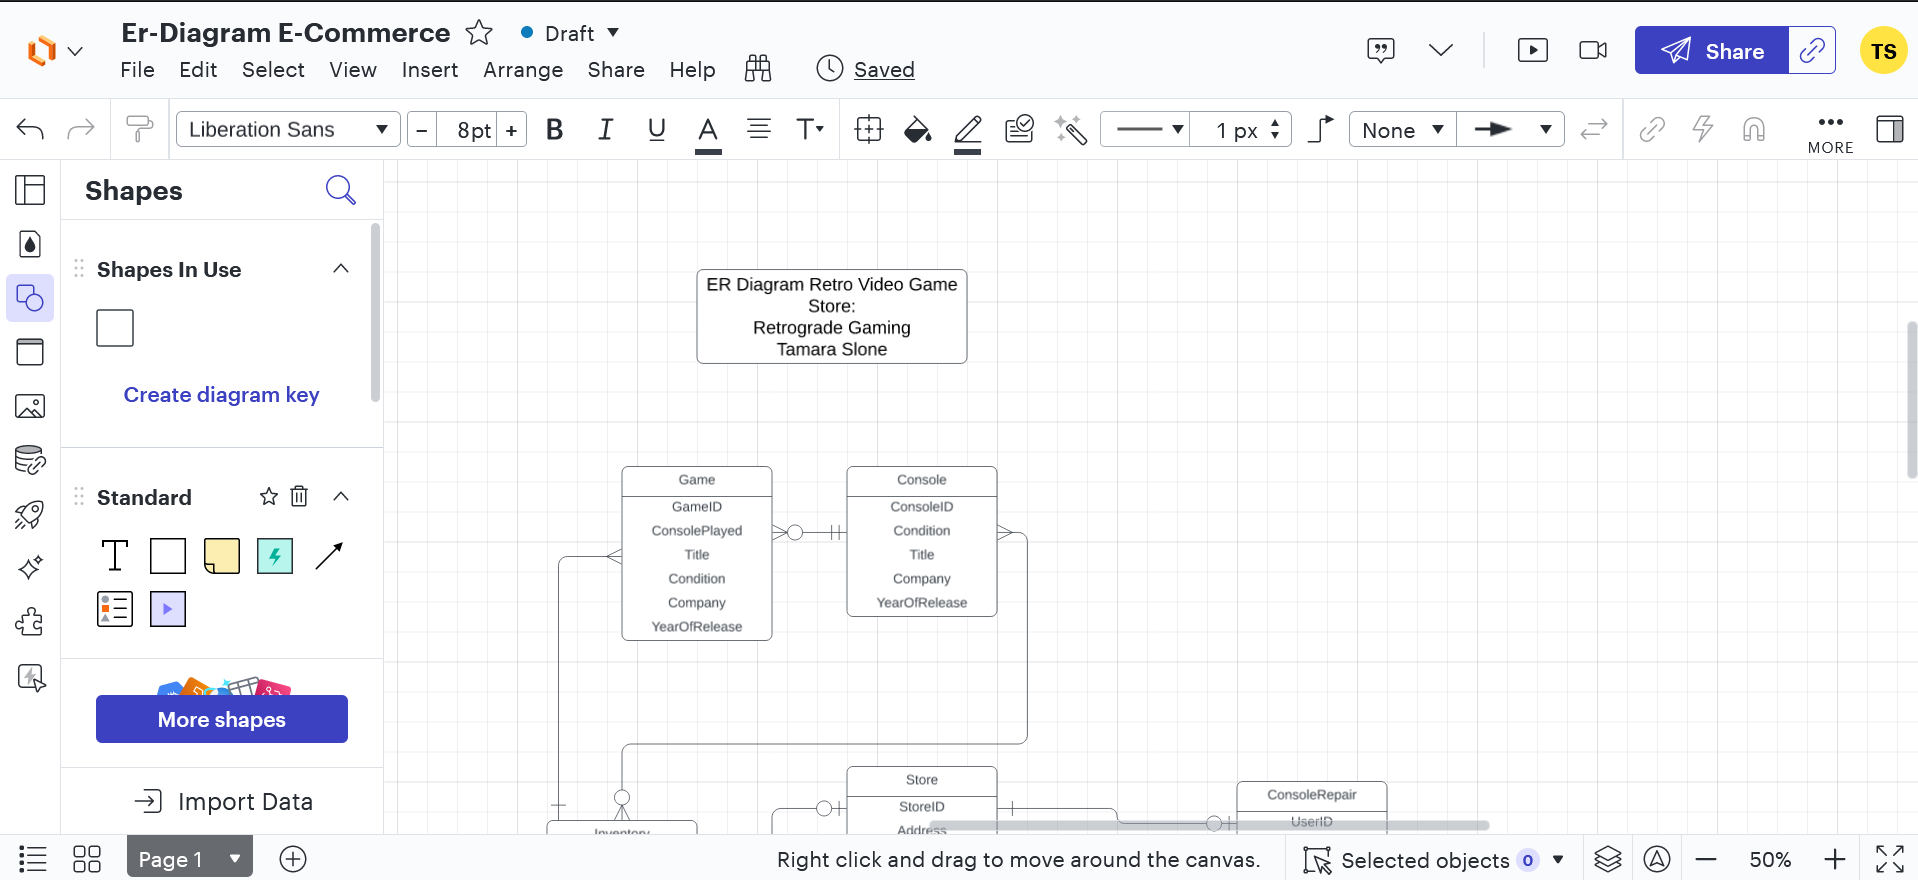 Er-Diagram E-Commerce
Draft
File Edit Select View Insert Arrange Share Help
Saved
Share
TS
Liberation Sans
− 8pt +
B I U A T
1 px
None
MORE
Shapes
Shapes In Use
Create diagram key
Standard
T
More shapes
Import Data
ER Diagram Retro Video Game
Store:
Retrograde Gaming
Tamara Slone
Game
GameID
ConsolePlayed
Title
Condition
Company
YearOfRelease
Console
ConsoleID
Condition
Title
Company
YearOfRelease
Inventory
Store
StoreID
Address
ConsoleRepair
UserID
Page 1
Right click and drag to move around the canvas.
Selected objects 0
50%